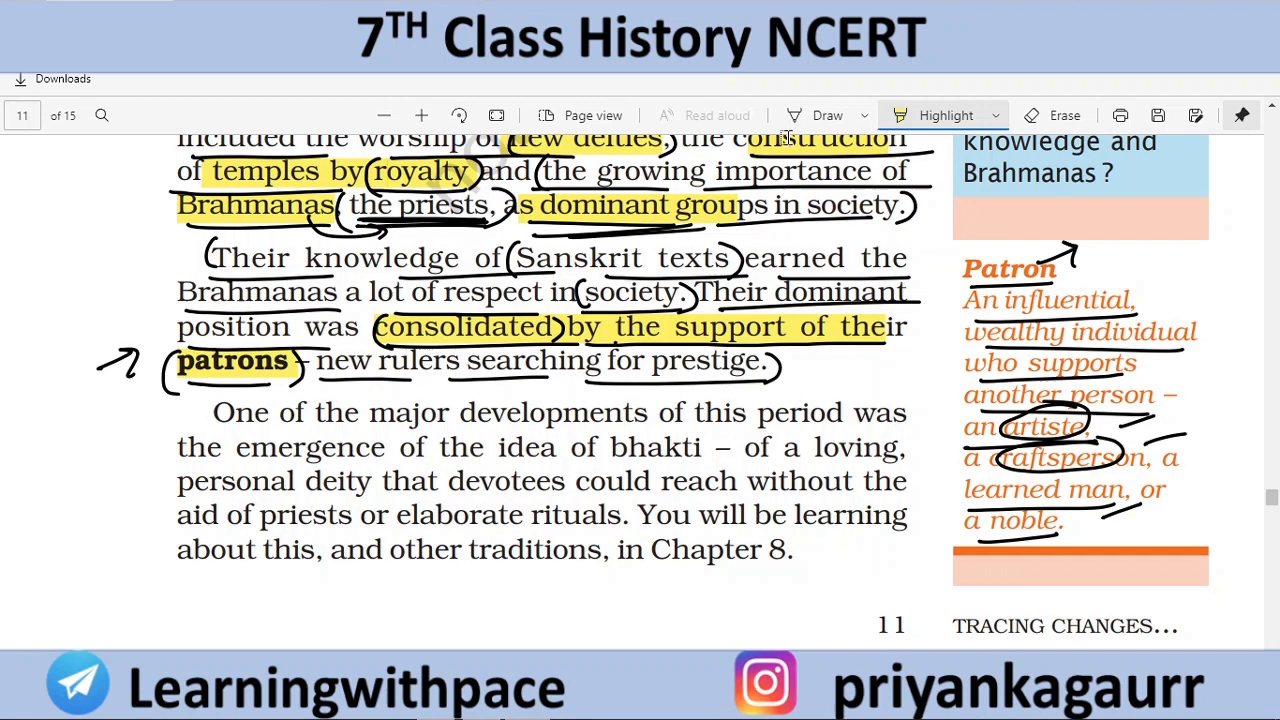 7TH Class History NCERT
Downloads
11 of 15
Page view
Read aloud
Draw
Highlight
Erase
included the worship of new deities, the construction
of temples by royalty and the growing importance of
Brahmanas, the priests, as dominant groups in society.
Their knowledge of Sanskrit texts earned the
Brahmanas a lot of respect in society. Their dominant
position was consolidated by the support of their
patrons – new rulers searching for prestige.
One of the major developments of this period was
the emergence of the idea of bhakti – of a loving,
personal deity that devotees could reach without the
aid of priests or elaborate rituals. You will be learning
about this, and other traditions, in Chapter 8.
knowledge and
Brahmanas ?
Patron
An influential,
wealthy individual
who supports
another person –
an artiste,
a craftsperson, a
learned man, or
a noble.
11 TRACING CHANGES...
Learningwithpace
priyankagaurr